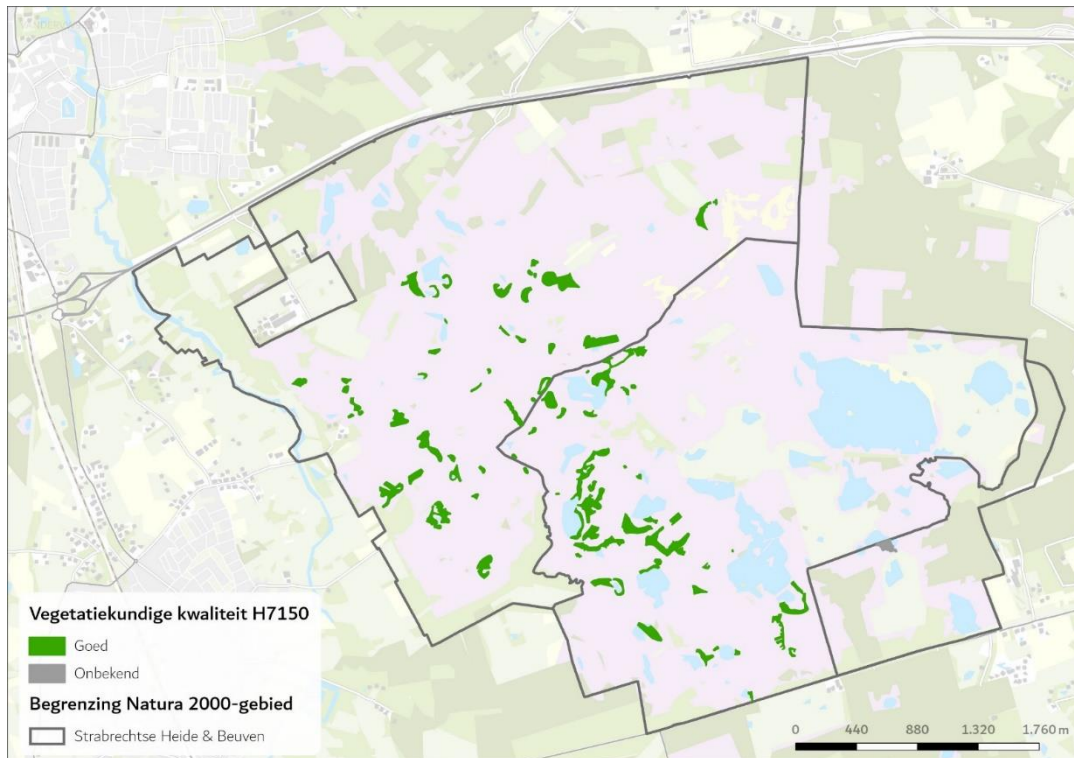 Vegetatiekundige kwaliteit H7150
Goed
Onbekend
Begrenzing Natura 2000-gebied
Strabrechtse Heide & Beuven
0 440 880 1.320 1.760 m